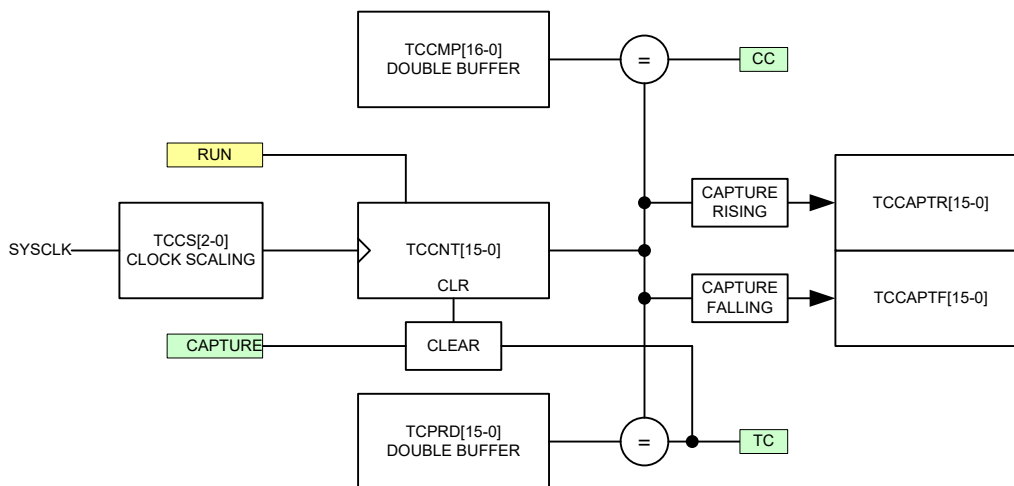 TCCMP[16-0]
DOUBLE BUFFER
=
CC
RUN
SYSCLK
TCCS[2-0]
CLOCK SCALING
TCCNT[15-0]
CLR
CAPTURE
RISING
TCCAPTR[15-0]
CAPTURE
FALLING
TCCAPTF[15-0]
CAPTURE
CLEAR
TCPRD[15-0]
DOUBLE BUFFER
=
TC